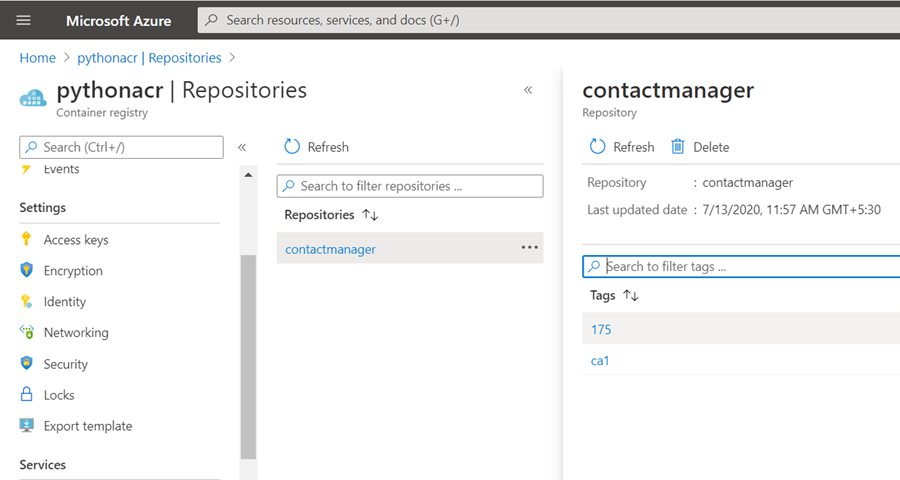 Microsoft Azure
Search resources, services, and docs (G+/)
Home > pythonacr | Repositories >
pythonacr | Repositories
Container registry
«
Search (Ctrl+/)
«
Events
Settings
Access keys
Encryption
Identity
Networking
Security
Locks
Export template
Services
Refresh
Search to filter repositories ...
Repositories ↑↓
contactmanager ...
contactmanager
Repository
Refresh Delete
Repository : contactmanager
Last updated date : 7/13/2020, 11:57 AM GMT+5:30
Search to filter tags ...
Tags ↑↓
175
ca1